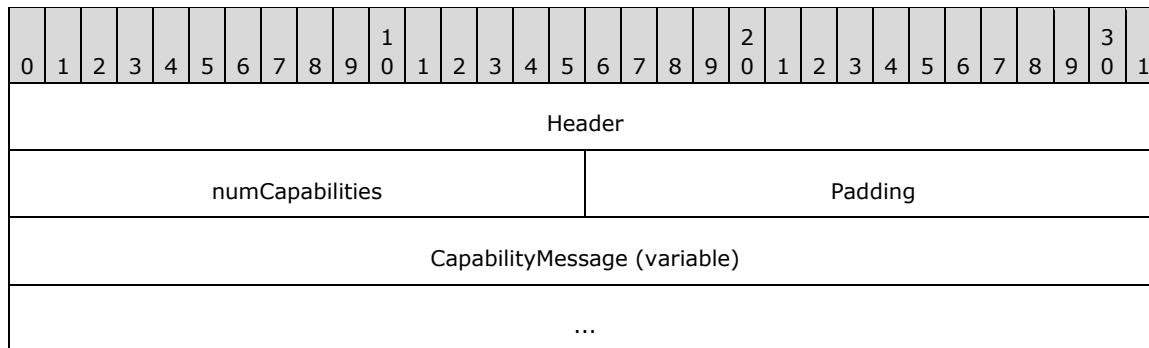 1 2 3
0 1 2 3 4 5 6 7 8 9 0 1 2 3 4 5 6 7 8 9 0 1 2 3 4 5 6 7 8 9 0 1
Header
numCapabilities Padding
CapabilityMessage (variable)
...